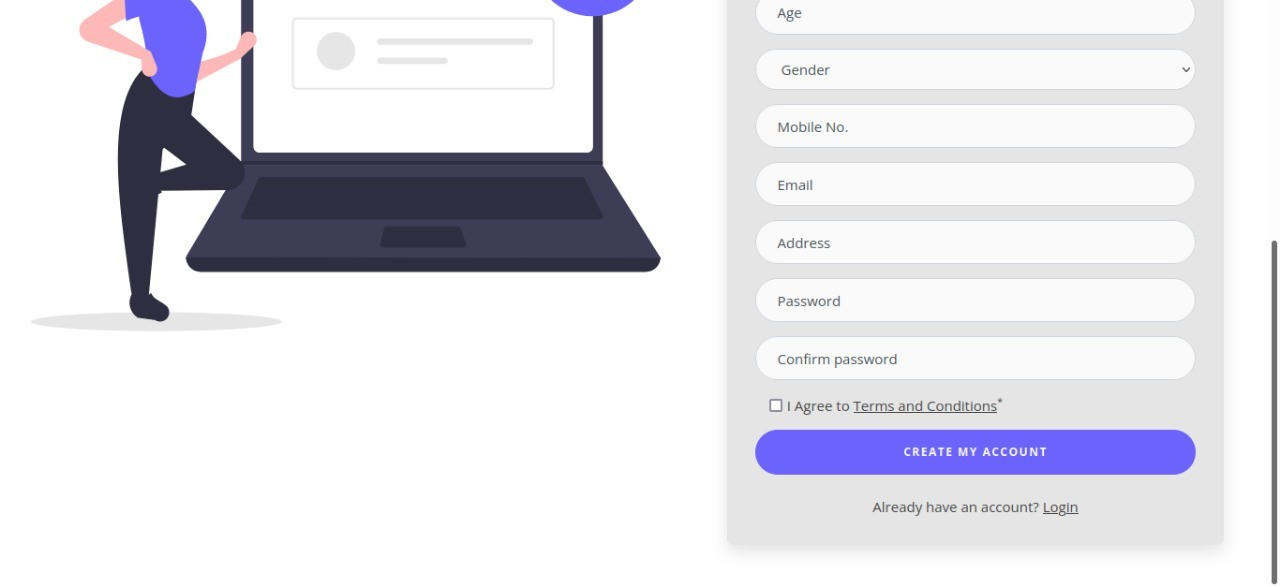 Age
Gender
Mobile No.
Email
Address
Password
Confirm password
I Agree to Terms and Conditions*
CREATE MY ACCOUNT
Already have an account? Login